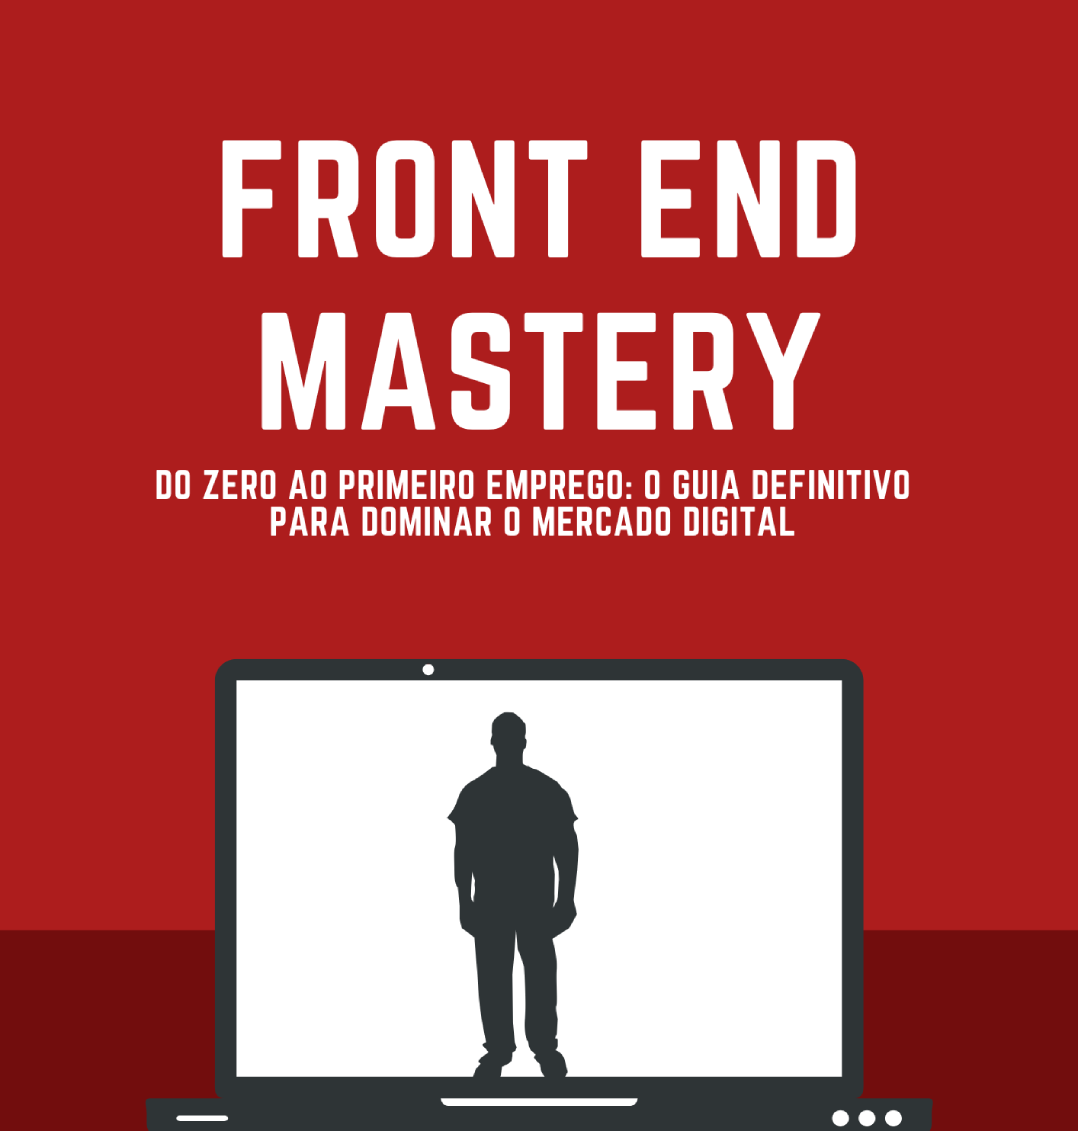 FRONT END
MASTERY
DO ZERO AO PRIMEIRO EMPREGO: O GUIA DEFINITIVO
PARA DOMINAR O MERCADO DIGITAL